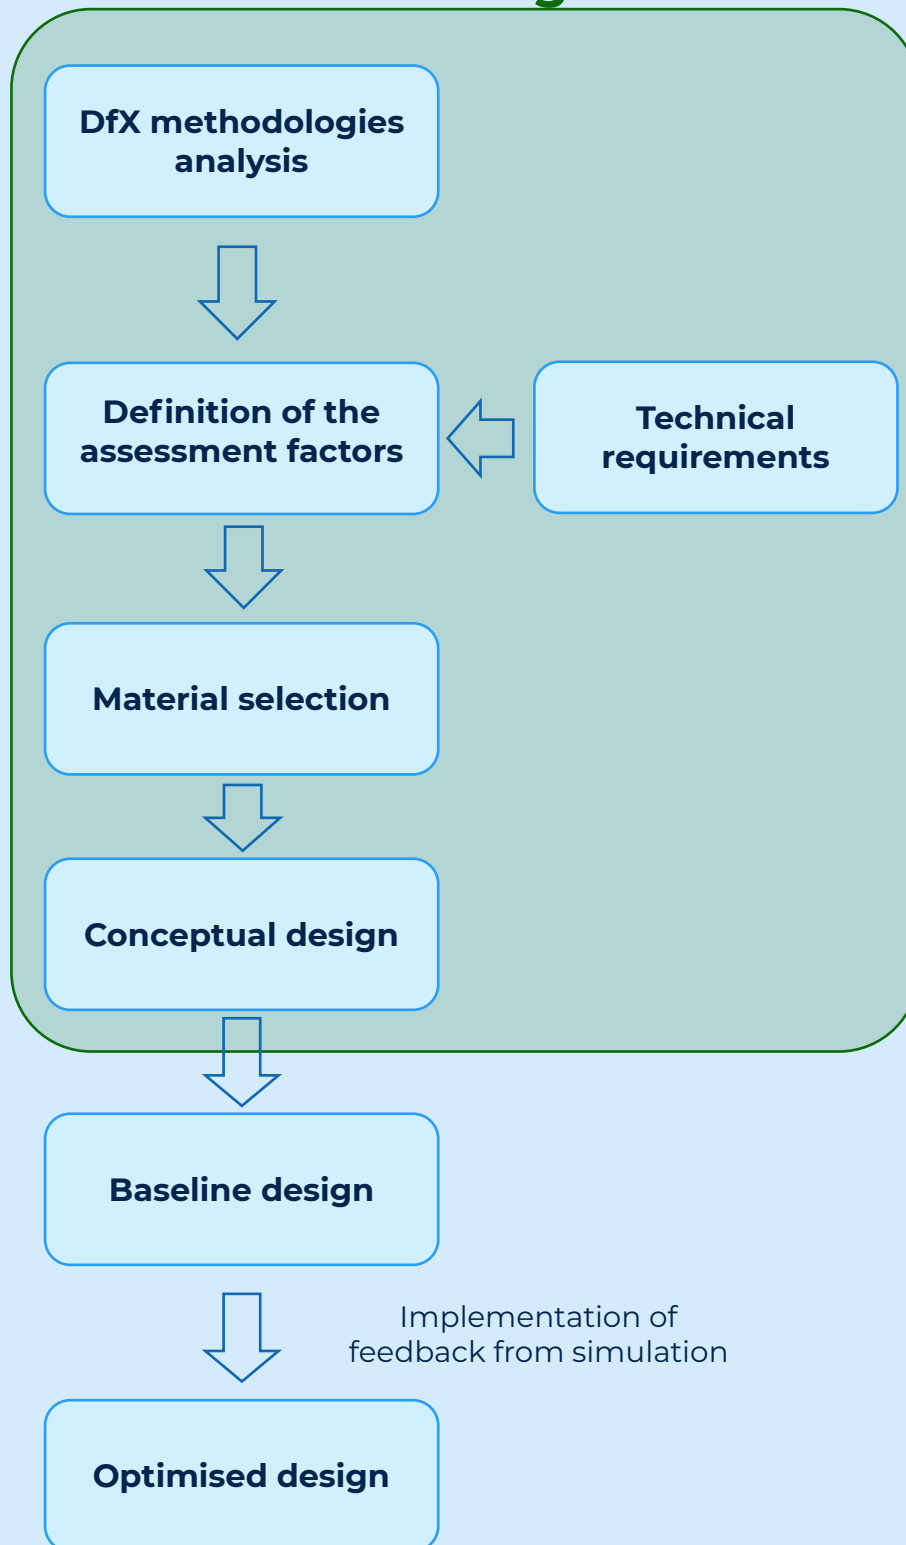 DfX methodologies
analysis
Definition of the
assessment factors
Technical
requirements
Material selection
Conceptual design
Baseline design
Implementation of
feedback from simulation
Optimised design